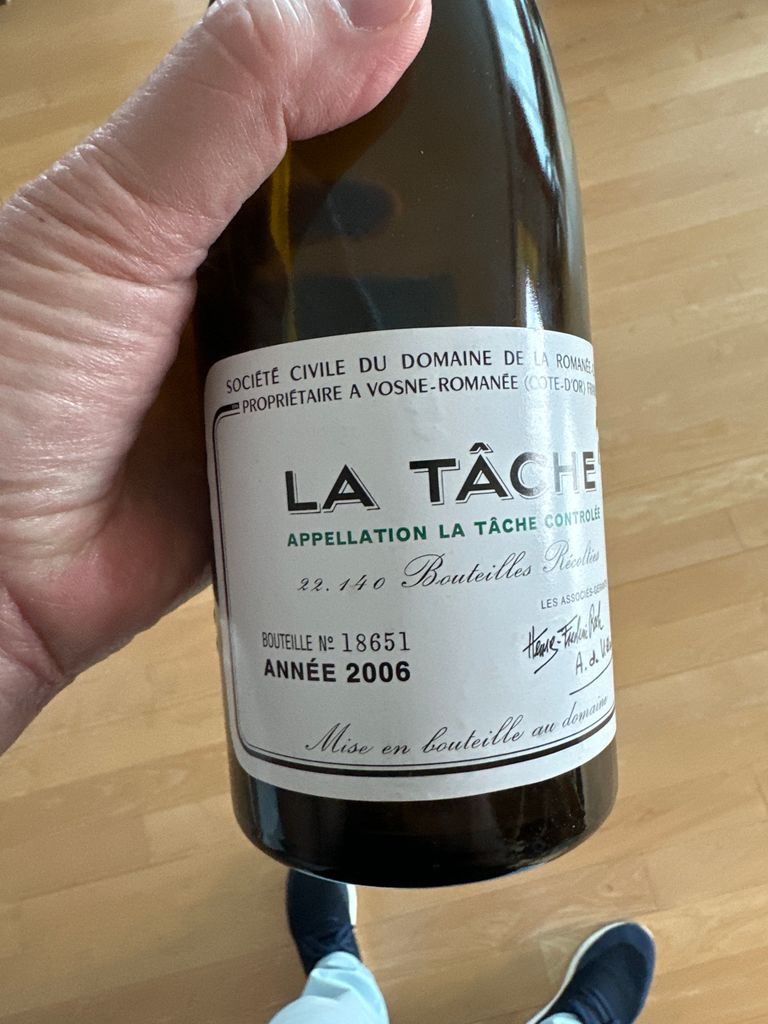 SOCIÉTÉ CIVILE DU DOMAINE DE LA ROMANÉE-
PROPRIÉTAIRE A VOSNE-ROMANÉE (COTE-D'OR)
LA TÂCHE
APPELLATION LA TÂCHE CONTROLÉE
22.140 Bouteilles Récoltées
LES ASSOCIÉS-GÉRANTS
BOUTEILLE Nº 18651
ANNÉE 2006
A. de
Mise en bouteille au domaine